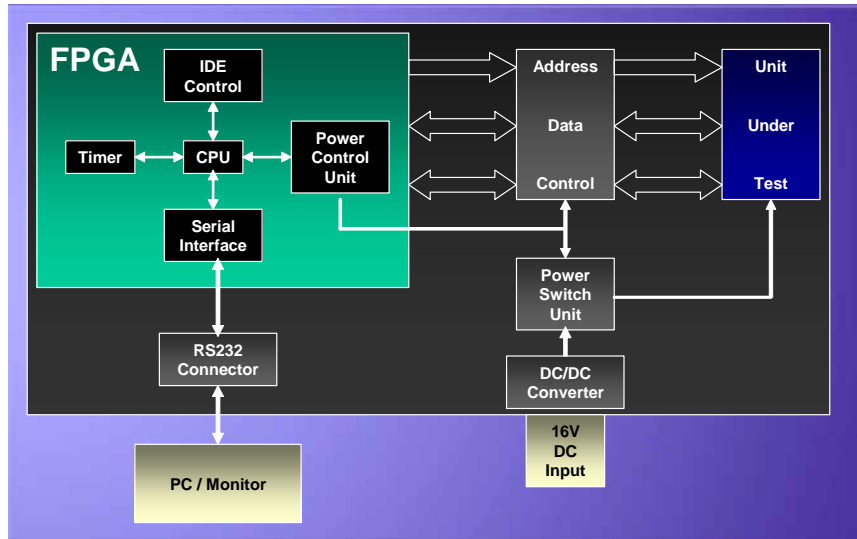 FPGA
IDE
Control
Timer
CPU
Power
Control
Unit
Serial
Interface
Address
Data
Control
Unit
Under
Test
Power
Switch
Unit
RS232
Connector
DC/DC
Converter
16V
DC
Input
PC / Monitor